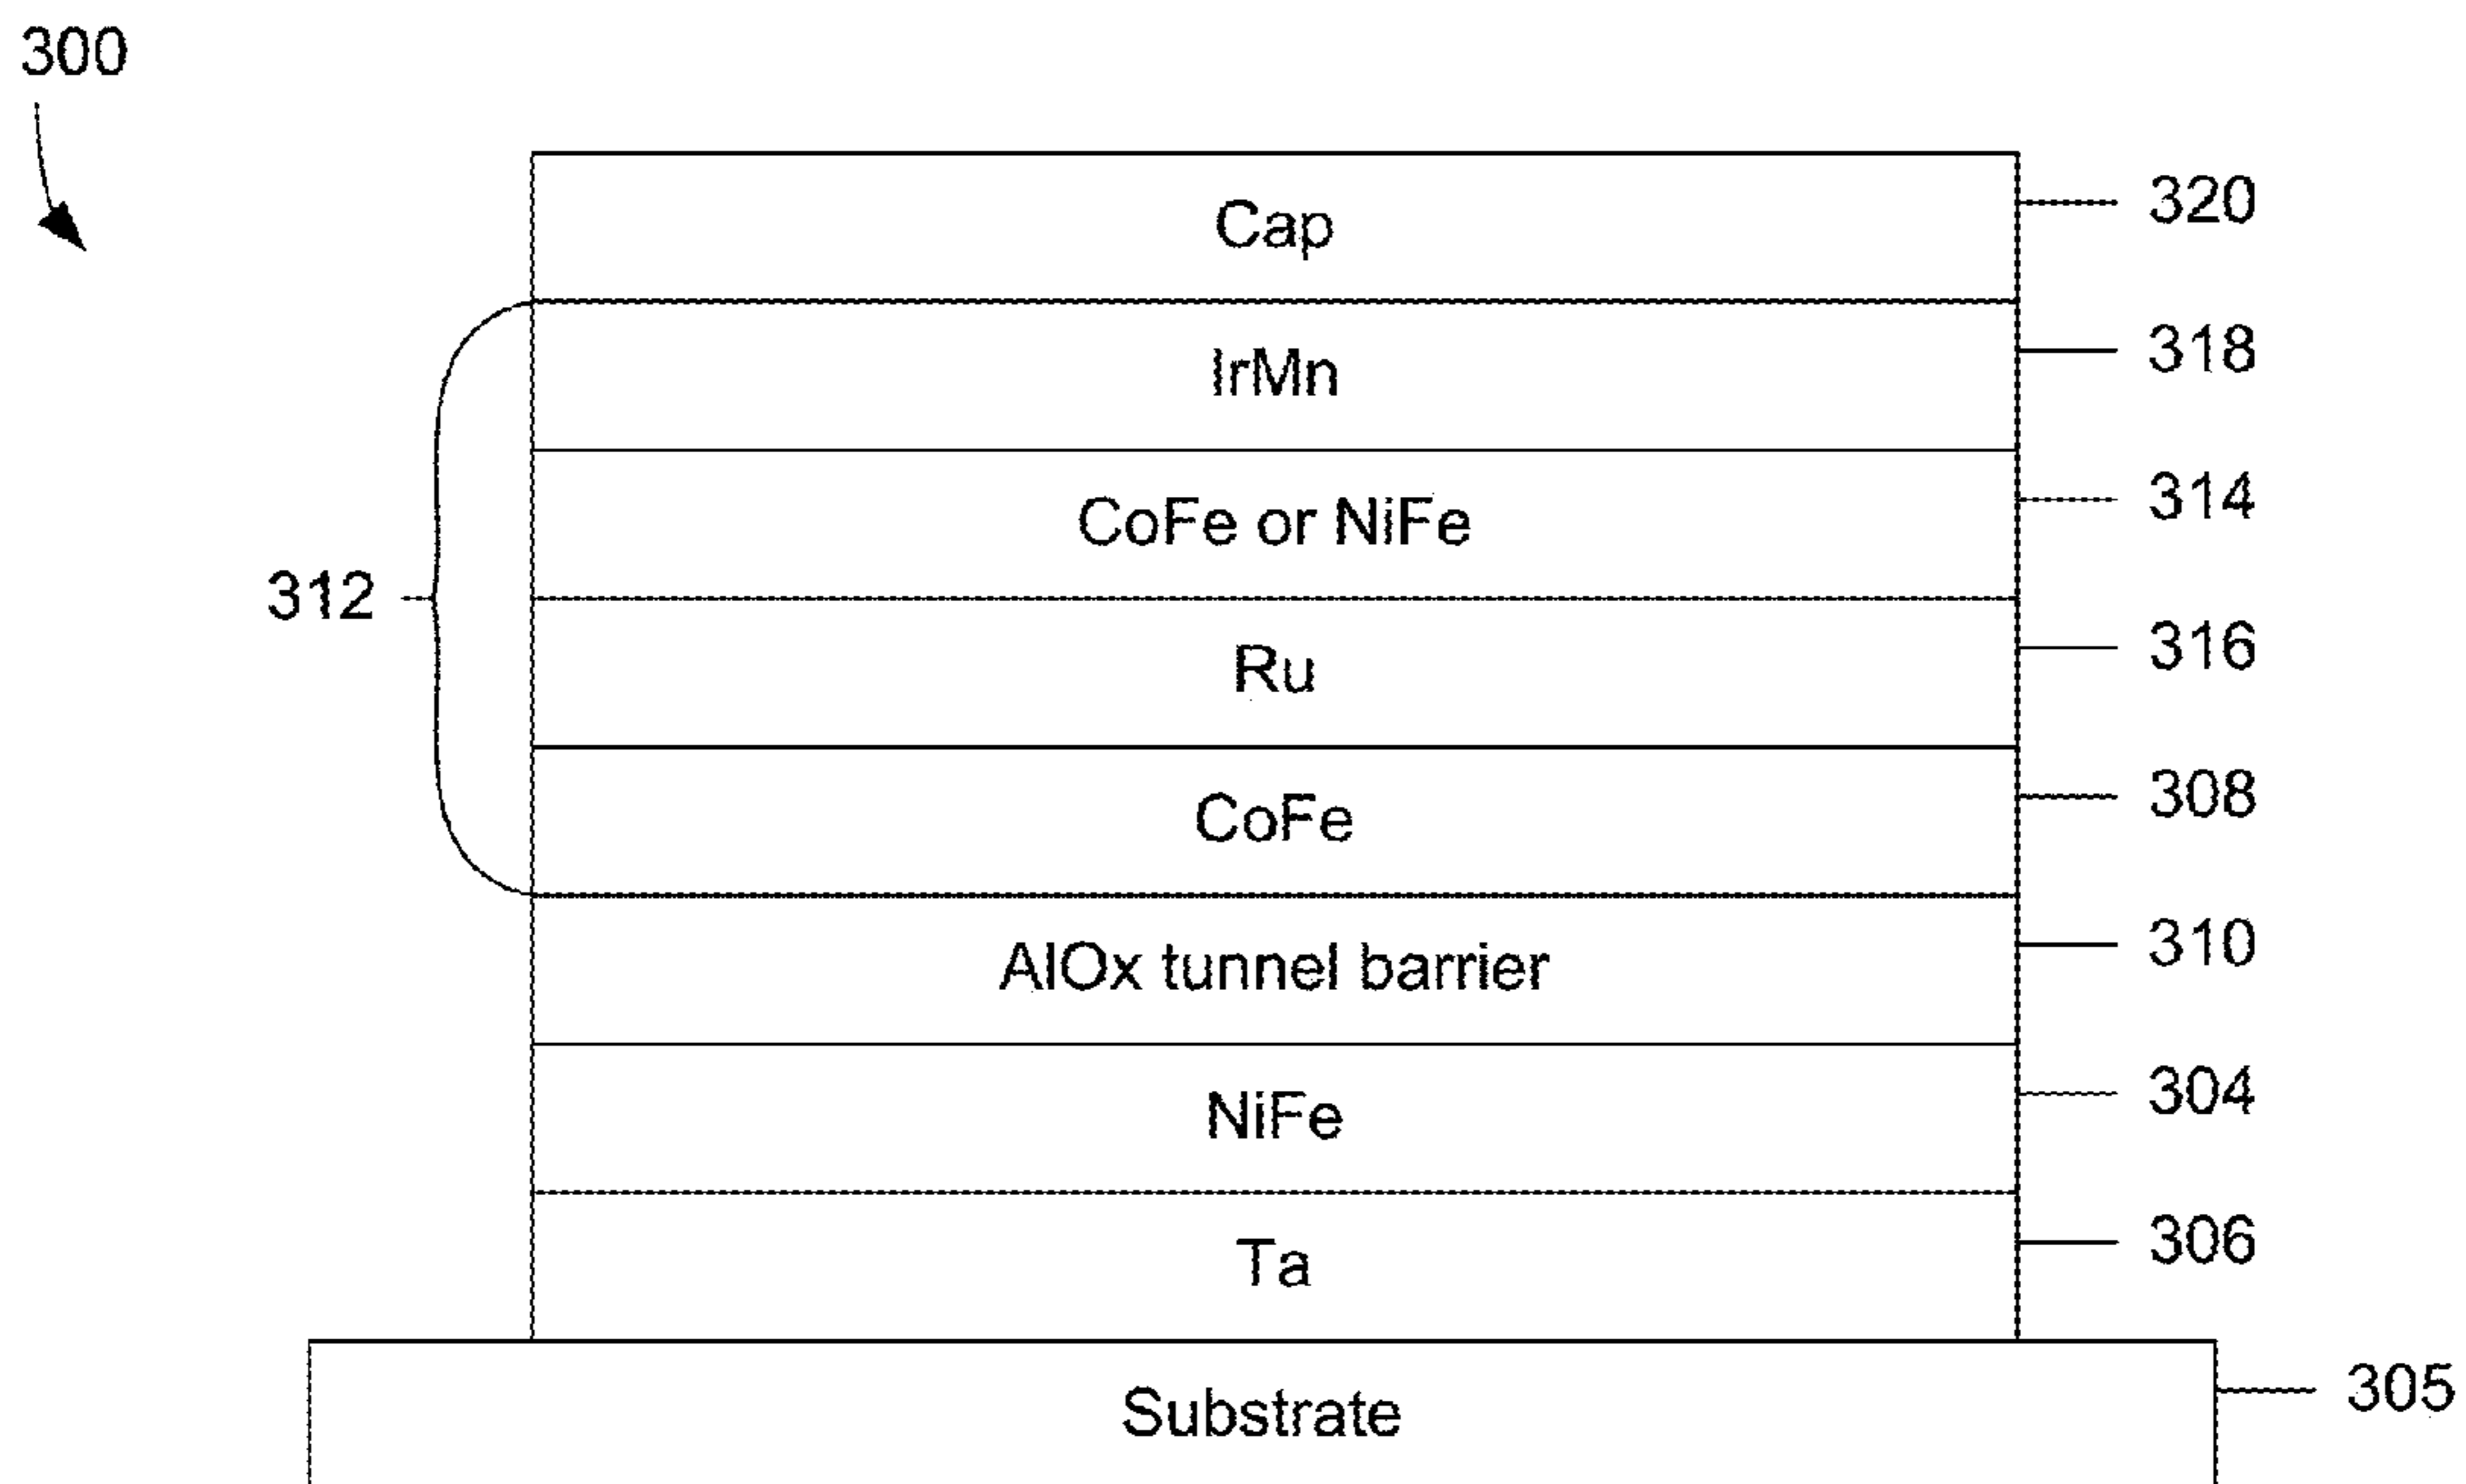 300
Cap
320
IrMn
318
CoFe or NiFe
314
312
Ru
316
CoFe
308
AlOx tunnel barrier
310
NiFe
304
Ta
306
Substrate
305